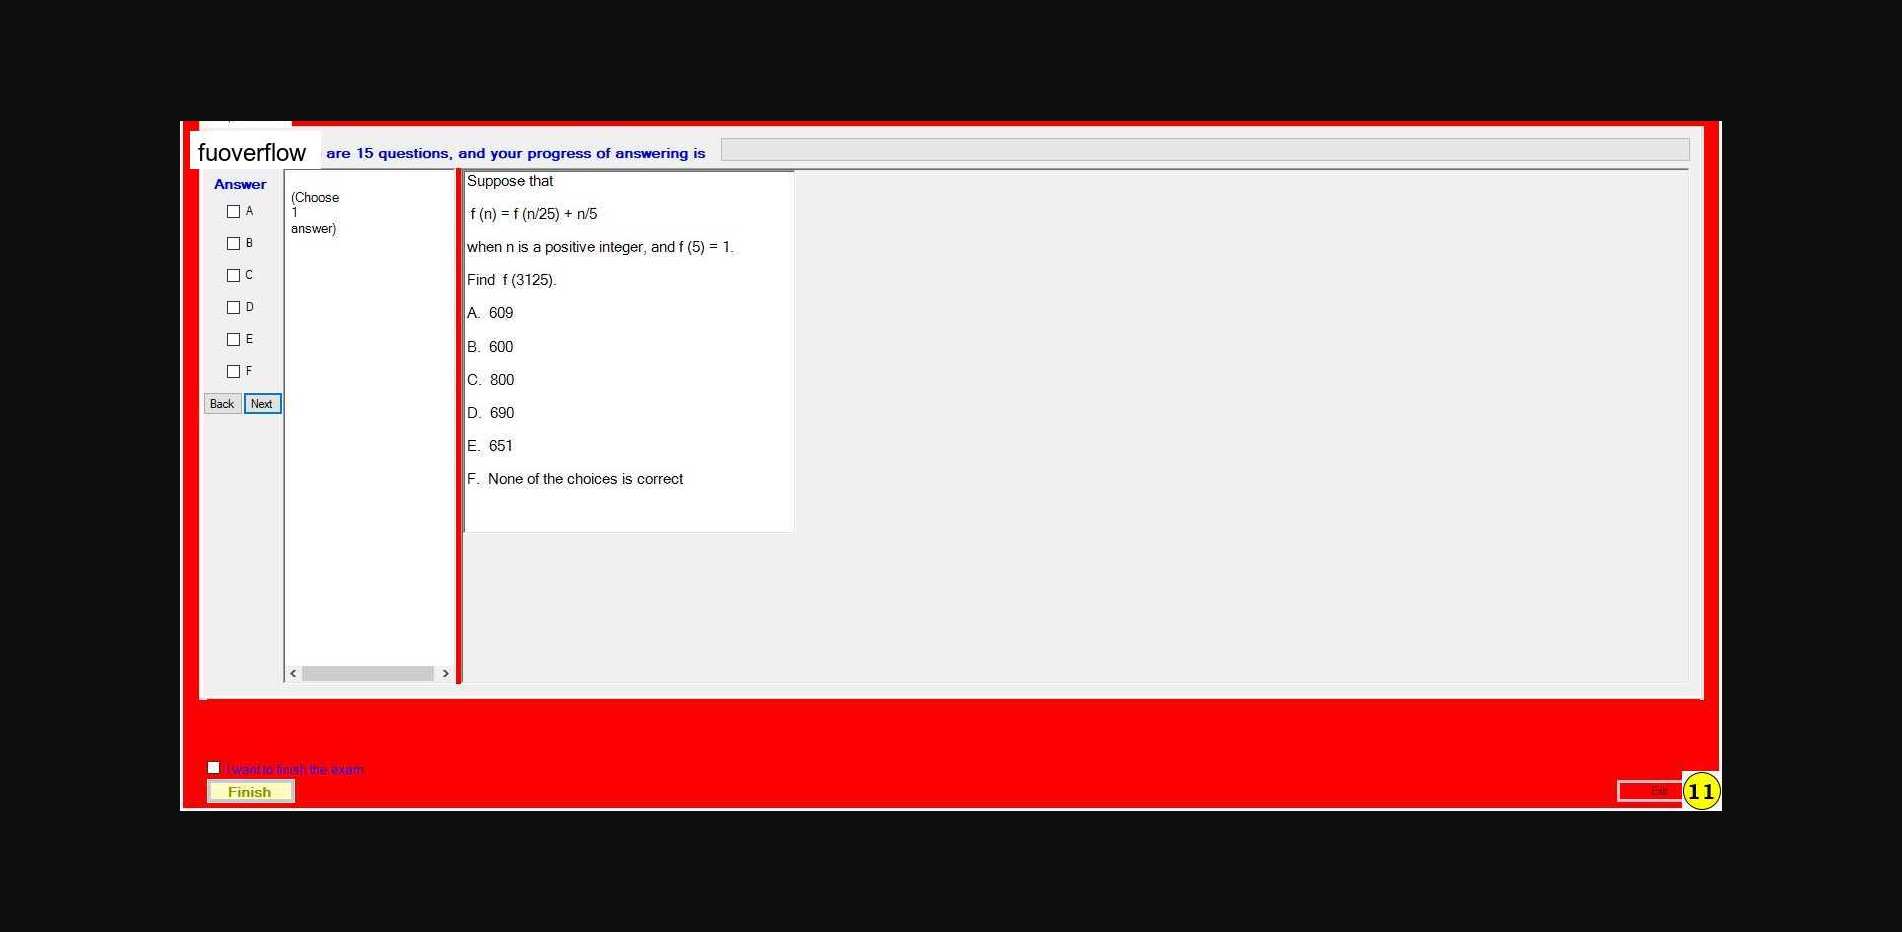 fuoverflow are 15 questions, and your progress of answering is
Answer
A
B
C
D
E
F
Back Next
(Choose
1
answer)
Suppose that
f (n) = f (n/25) + n/5
when n is a positive integer, and f (5) = 1.
Find f (3125).
A. 609
B. 600
C. 800
D. 690
E. 651
F. None of the choices is correct
I want to finish the exam
Finish
Exit
11